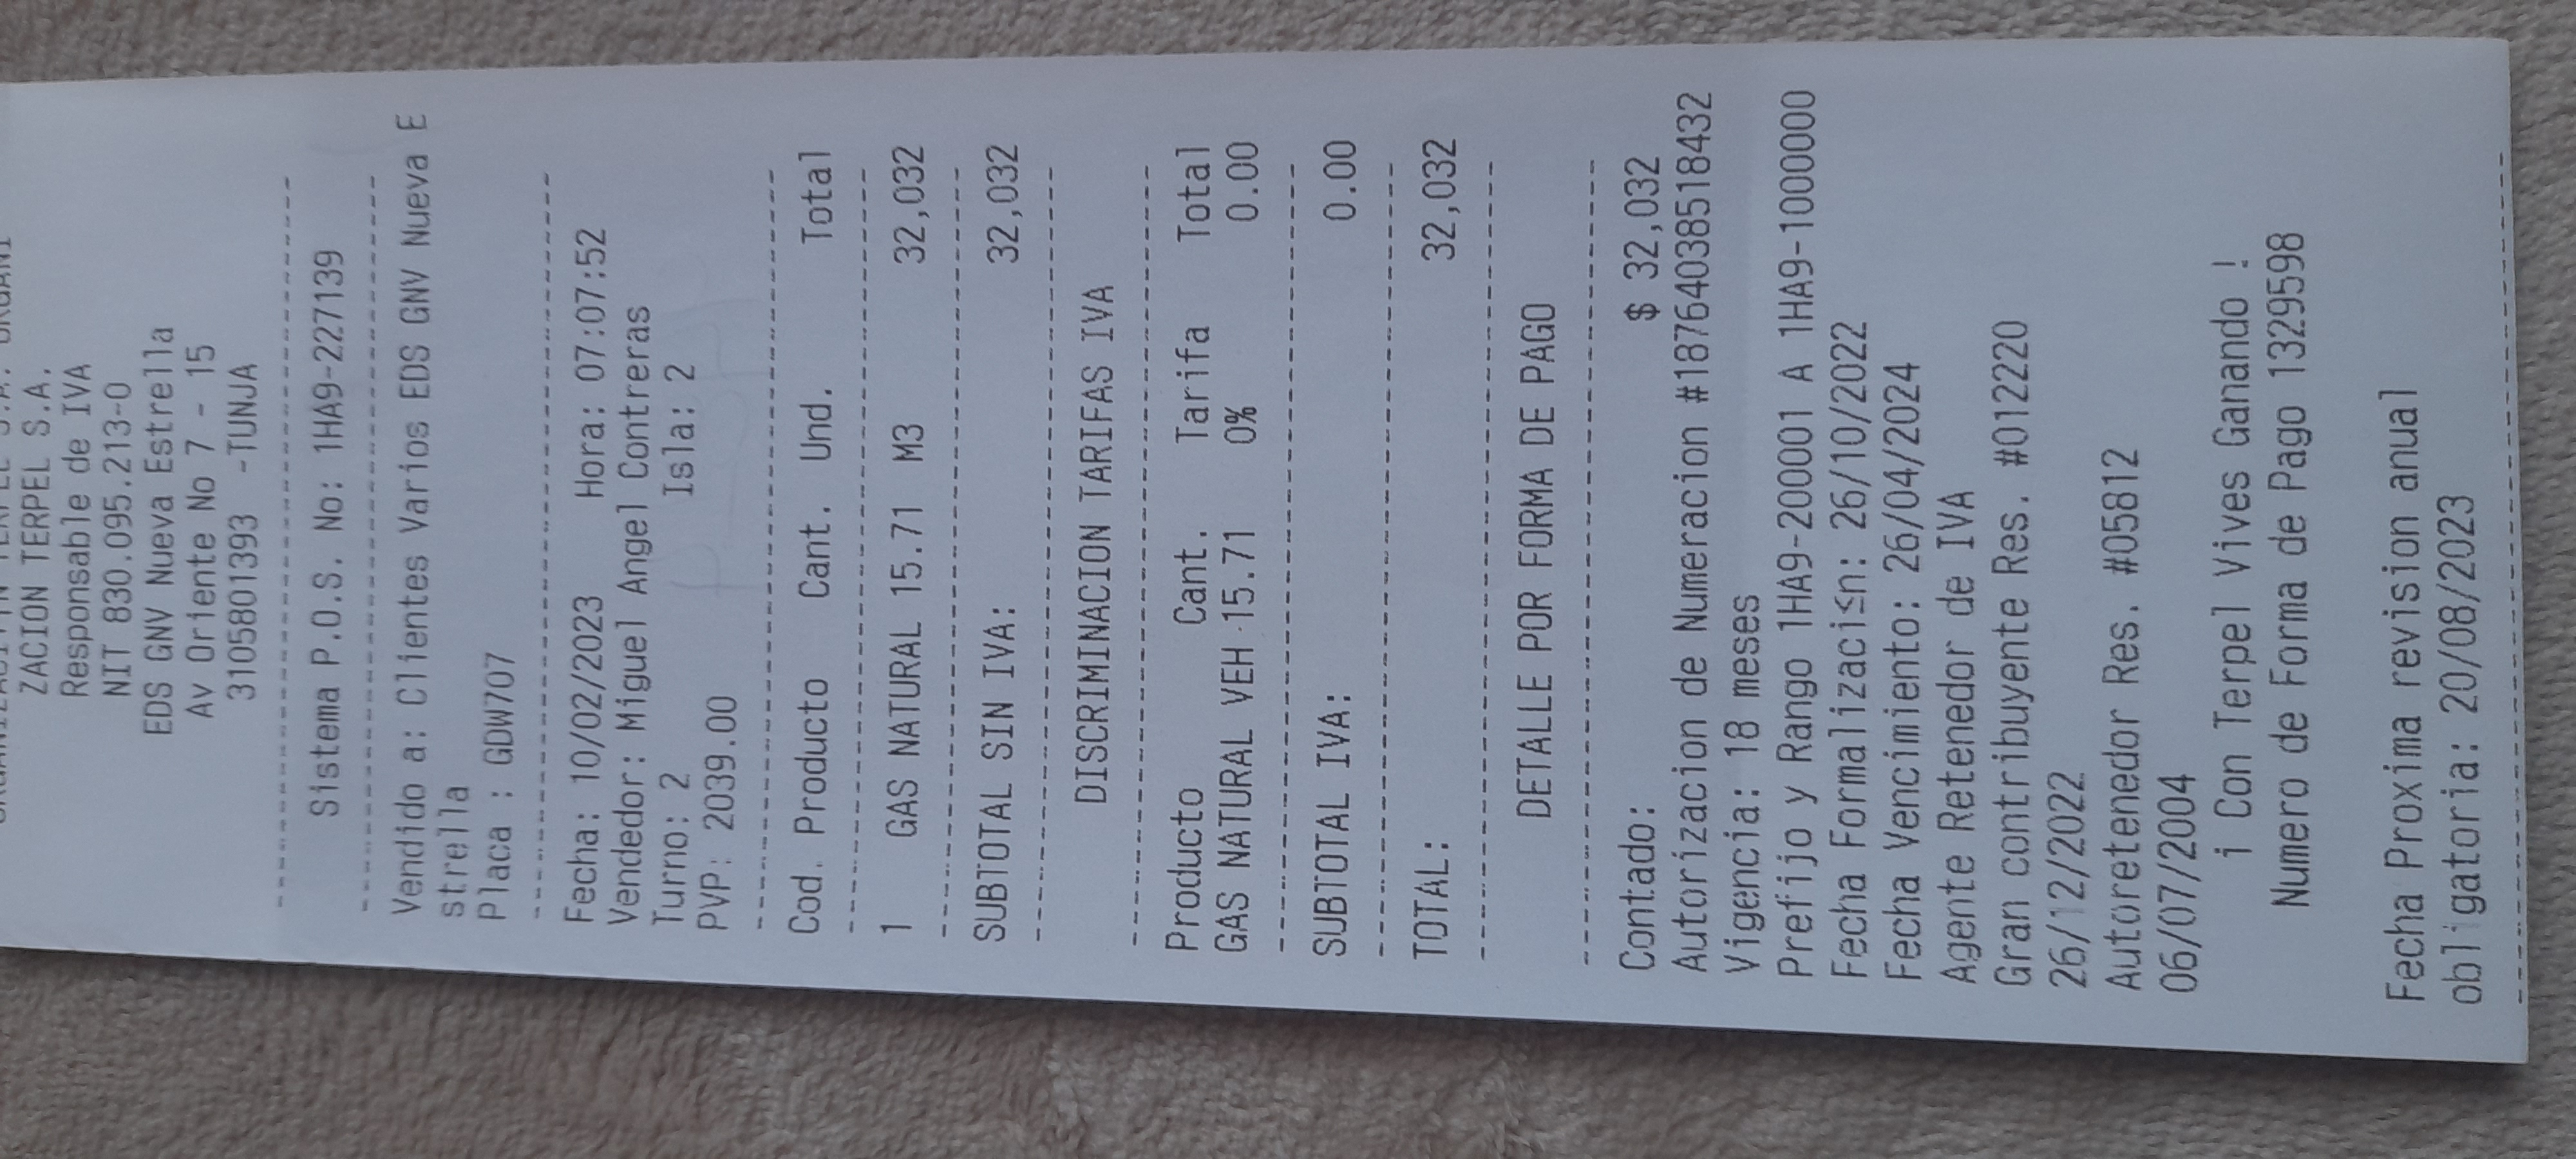 ZACION TERPEL S.A.
Responsable de IVA
NIT 830.095.213-0
EDS GNV Nueva Estrella
Av Oriente No 7 - 15
3105801393 -TUNJA
Sistema P.O.S. No: 1HA9-227139
Vendido a: Clientes Varios EDS GNV Nueva E
strella
Placa : GDW707
Fecha: 10/02/2023 Hora: 07:07:52
Vendedor: Miguel Angel Contreras
Turno: 2 Isla: 2
PVP: 2039.00
Cod. Producto Cant. Und. Total
1 GAS NATURAL 15.71 M3 32,032
SUBTOTAL SIN IVA: 32,032
DISCRIMINACION TARIFAS IVA
Producto Cant. Tarifa Total
GAS NATURAL VEH 15.71 0% 0.00
SUBTOTAL IVA: 0.00
TOTAL: 32,032
DETALLE POR FORMA DE PAGO
Contado: $ 32,032
Autorizacion de Numeracion #18764038518432
Vigencia: 18 meses
Prefijo y Rango 1HA9-200001 A 1HA9-1000000
Fecha Formalizaci≤n: 26/10/2022
Fecha Vencimiento: 26/04/2024
Agente Retenedor de IVA
Gran contribuyente Res. #012220
26/12/2022
Autoretenedor Res. #05812
06/07/2004
¡ Con Terpel Vives Ganando !
Numero de Forma de Pago 1329598
Fecha Proxima revision anual
obligatoria: 20/08/2023